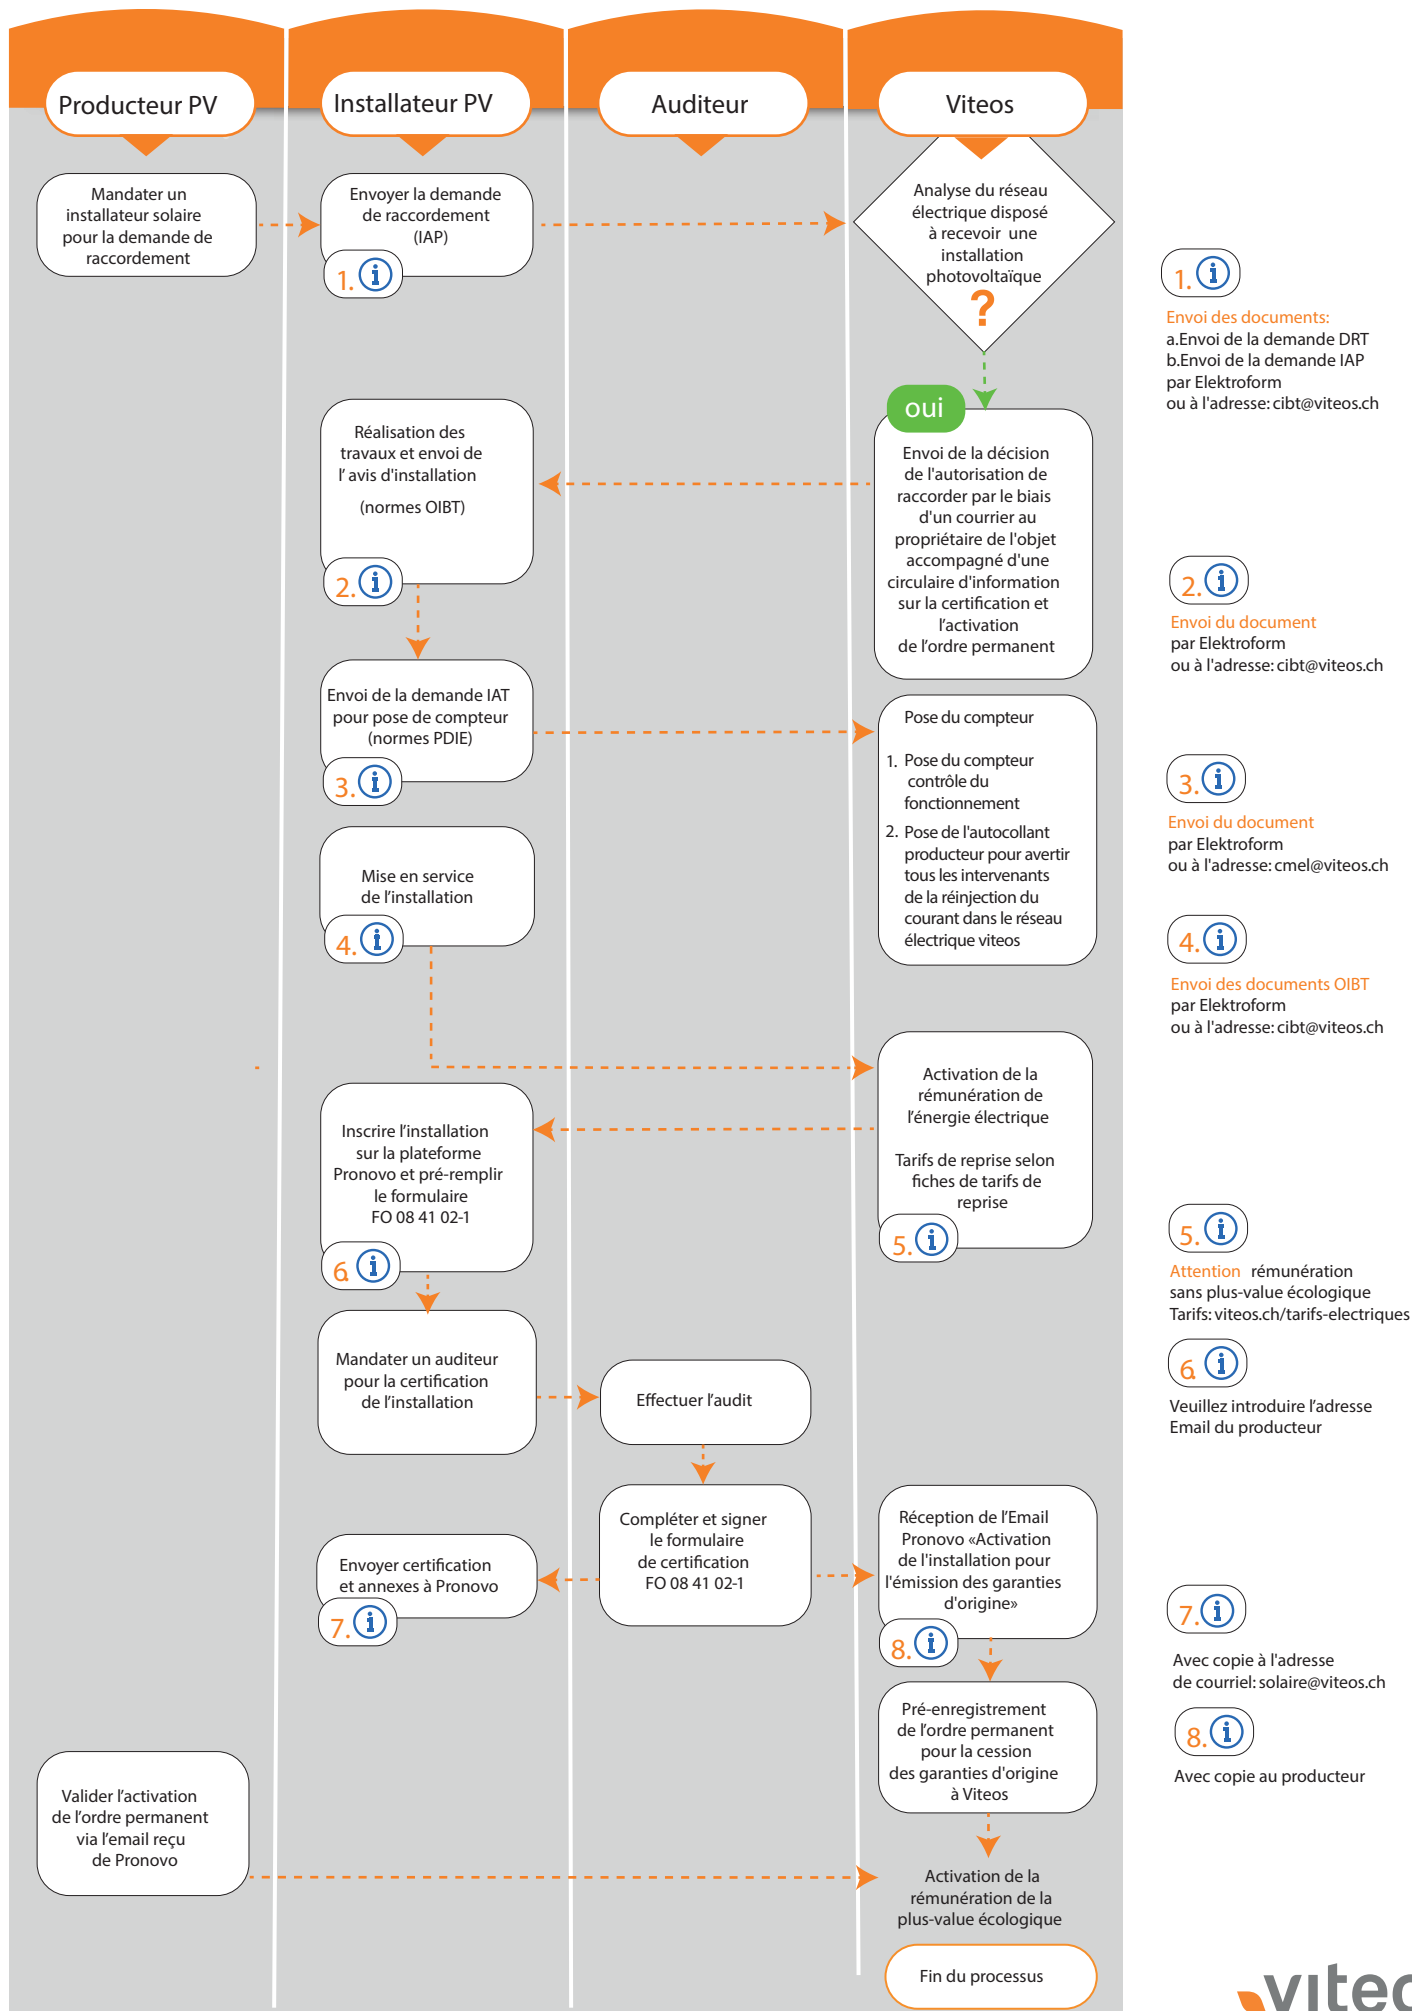 Producteur PV
Installateur PV
Auditeur
Viteos
Mandater un
installateur solaire
pour la demande de
raccordement
Envoyer la demande
de raccordement
(IAP)
1.
Analyse du réseau
électrique disposé
à recevoir une
installation
photovoltaïque
?
1.
Envoi des documents:
a.Envoi de la demande DRT
b.Envoi de la demande IAP
par Elektroform
ou à l'adresse: cibt@viteos.ch
oui
Envoi de la décision
de l'autorisation de
raccorder par le biais
d'un courrier au
propriétaire de l'objet
accompagné d'une
circulaire d'information
sur la certification et
l'activation
de l'ordre permanent
Réalisation des
travaux et envoi de
l'avis d'installation
(normes OIBT)
2.
2.
Envoi du document
par Elektroform
ou à l'adresse: cibt@viteos.ch
Envoi de la demande IAT
pour pose de compteur
(normes PDIE)
3.
Pose du compteur
1. Pose du compteur
contrôle du
fonctionnement
2. Pose de l'autocollant
producteur pour avertir
tous les intervenants
de la réinjection du
courant dans le réseau
électrique viteos
3.
Envoi du document
par Elektroform
ou à l'adresse: cmel@viteos.ch
Mise en service
de l'installation
4.
4.
Envoi des documents OIBT
par Elektroform
ou à l'adresse: cibt@viteos.ch
Activation de la
rémunération de
l'énergie électrique
Tarifs de reprise selon
fiches de tarifs de
reprise
5.
Inscrire l'installation
sur la plateforme
Pronovo et pré-remplir
le formulaire
FO 08 41 02-1
6.
5.
Attention rémunération
sans plus-value écologique
Tarifs: viteos.ch/tarifs-electriques
6.
Veuillez introduire l'adresse
Email du producteur
Mandater un auditeur
pour la certification
de l'installation
Effectuer l'audit
Compléter et signer
le formulaire
de certification
FO 08 41 02-1
Envoyer certification
et annexes à Pronovo
7.
Réception de l'Email
Pronovo «Activation
de l'installation pour
l'émission des garanties
d'origine»
8.
7.
Avec copie à l'adresse
de courriel: solaire@viteos.ch
8.
Avec copie au producteur
Pré-enregistrement
de l'ordre permanent
pour la cession
des garanties d'origine
à Viteos
Valider l'activation
de l'ordre permanent
via l'email reçu
de Pronovo
Activation de la
rémunération de la
plus-value écologique
Fin du processus